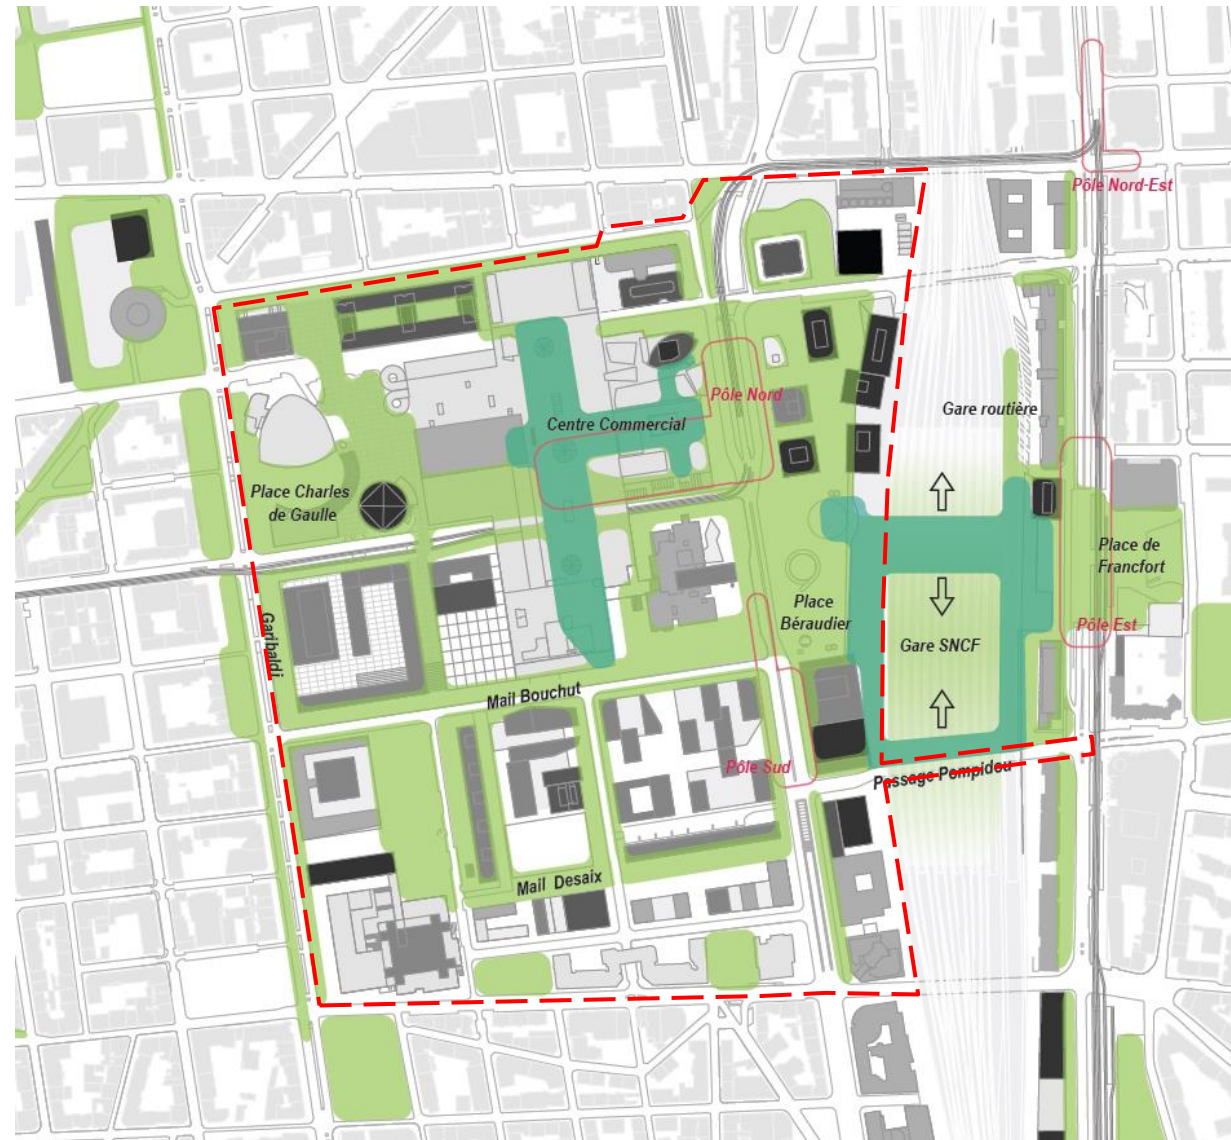 Pôle Nord-Est
Pôle Nord
Gare routière
Centre Commercial
Place Charles
de Gaulle
Place de
Francfort
Place
Béraudier
Pôle Est
Garibaldi
Gare SNCF
Mail Bouchut
Pôle Sud
Passage Pompidou
Mail Desaix